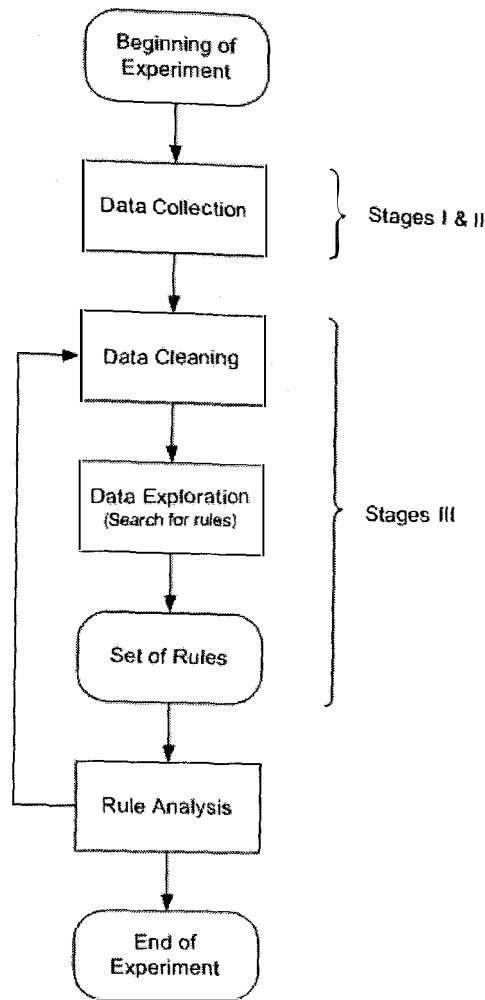 Beginning of
Experiment
Data Collection
Stages I & II
Data Cleaning
Data Exploration
(Search for rules)
Stages III
Set of Rules
Rule Analysis
End of
Experiment